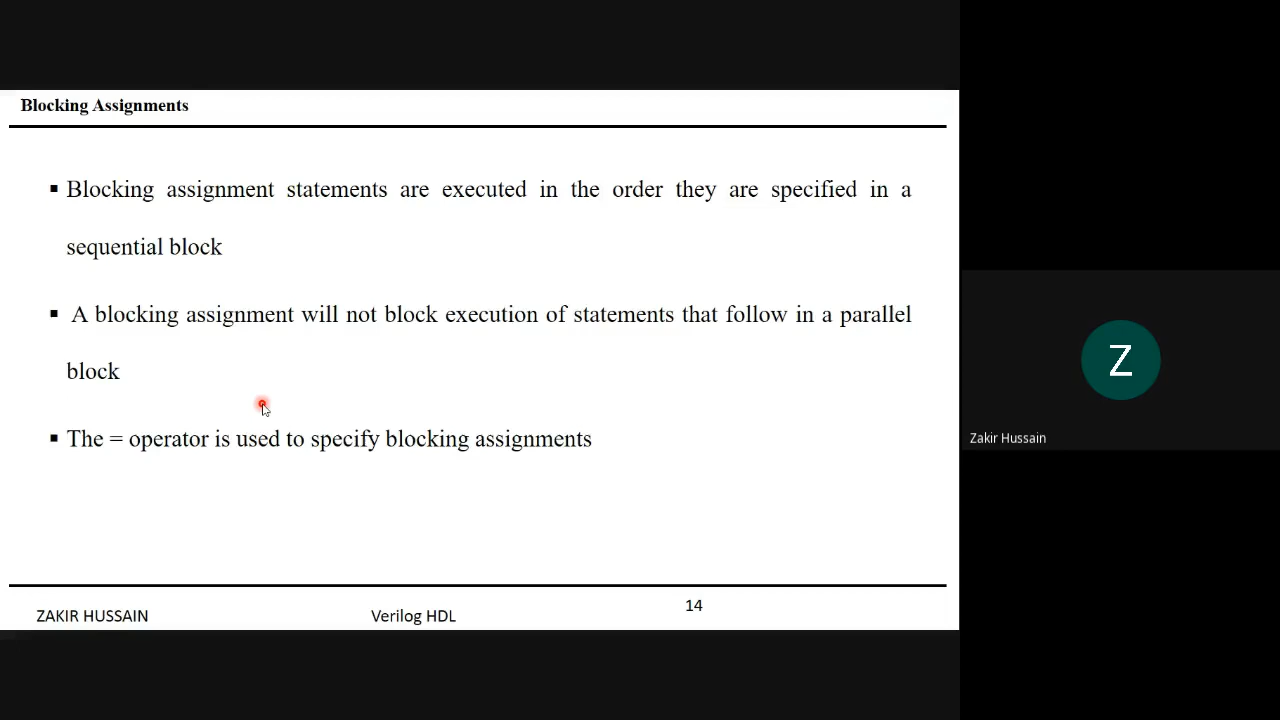 Blocking Assignments
▪ Blocking assignment statements are executed in the order they are specified in a
sequential block
▪ A blocking assignment will not block execution of statements that follow in a parallel
block
▪ The = operator is used to specify blocking assignments
ZAKIR HUSSAIN
Verilog HDL
14
Z
Zakir Hussain